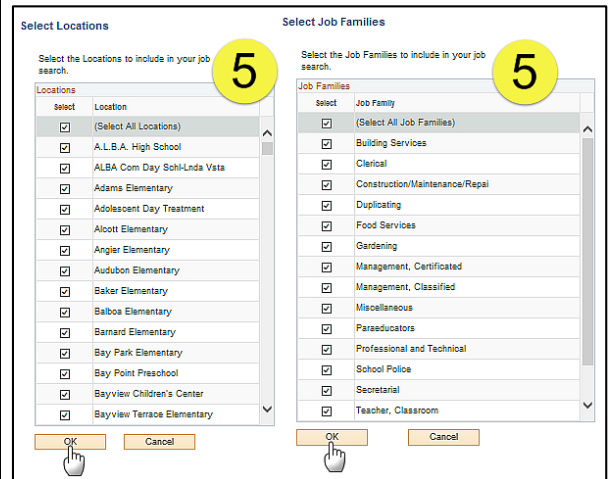 Select Locations
Select the Locations to include in your job
search.
5
Locations
Select Location
(Select All Locations)
A.L.B.A. High School
ALBA Com Day Schl-Lnda Vsta
Adams Elementary
Adolescent Day Treatment
Alcott Elementary
Angier Elementary
Audubon Elementary
Baker Elementary
Balboa Elementary
Barnard Elementary
Bay Park Elementary
Bay Point Preschool
Bayview Children's Center
Bayview Terrace Elementary
OK Cancel
Select Job Families
Select the Job Families to include in your job
search.
5
Job Families
Select Job Family
(Select All Job Families)
Building Services
Clerical
Construction/Maintenance/Repai
Duplicating
Food Services
Gardening
Management, Certificated
Management, Classified
Miscellaneous
Paraeducators
Professional and Technical
School Police
Secretarial
Teacher, Classroom
OK Cancel